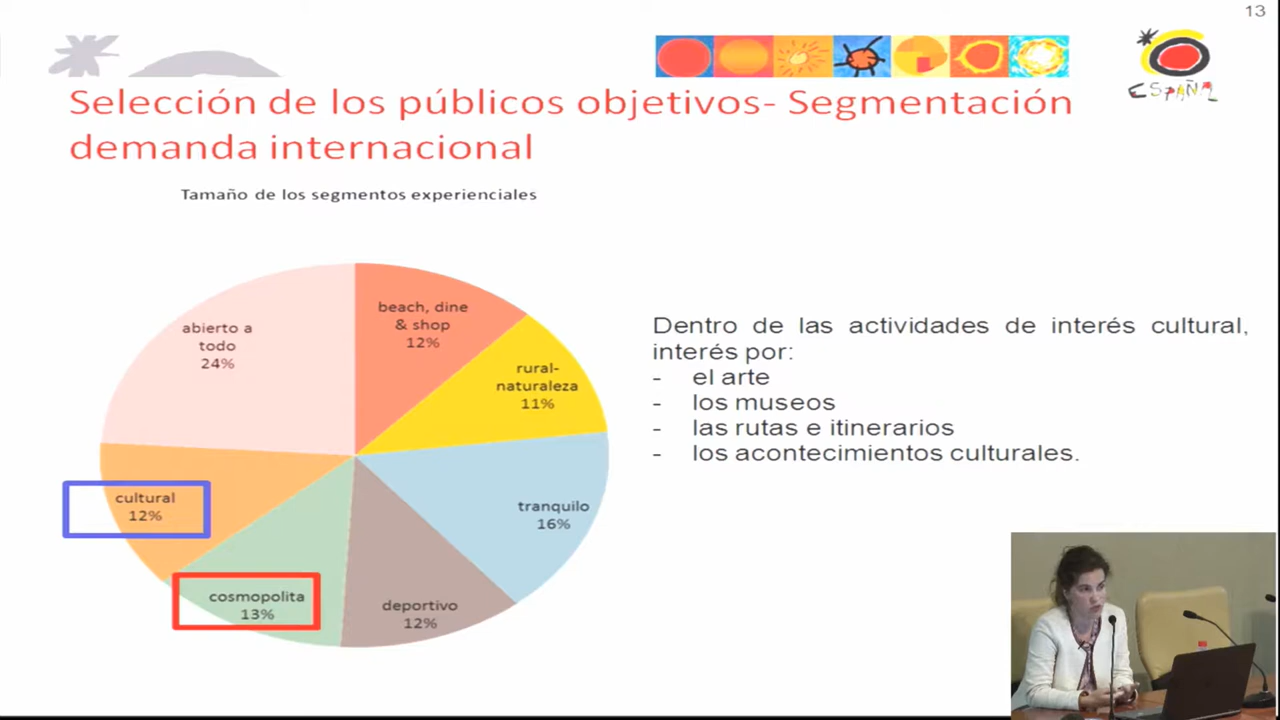 13
ESPAÑA
Selección de los públicos objetivos- Segmentación
demanda internacional
Tamaño de los segmentos experienciales
abierto a
todo
24%
beach, dine
& shop
12%
rural-
naturaleza
11%
tranquilo
16%
deportivo
12%
cosmopolita
13%
cultural
12%
Dentro de las actividades de interés cultural,
interés por:
- el arte
- los museos
- las rutas e itinerarios
- los acontecimientos culturales.